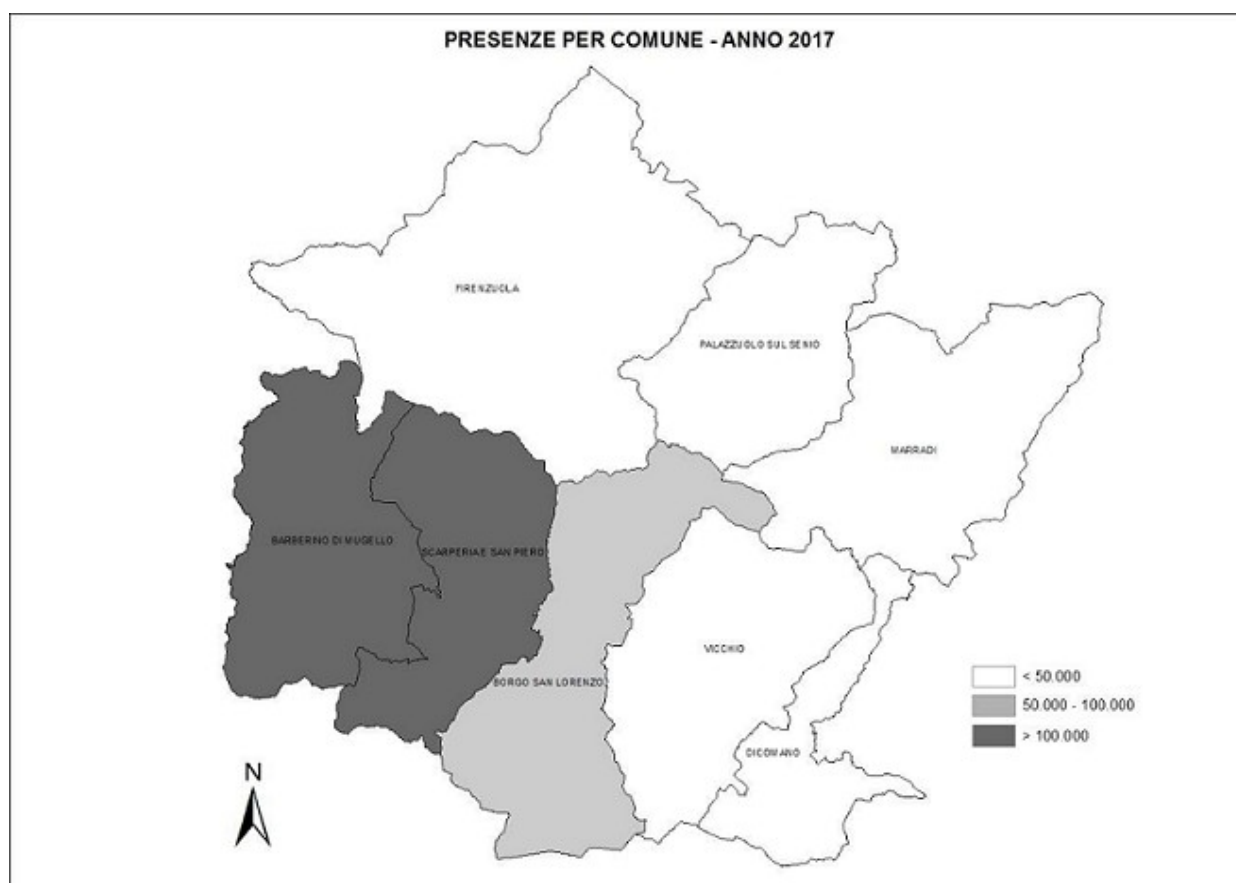 PRESENZE PER COMUNE - ANNO 2017
FIRENZUOLA
PALAZZUOLO SUL SENIO
MARRADI
BARBERINO DI MUGELLO
SCARPERIA E SAN PIERO
VICCHIO
BORGO SAN LORENZO
DICOMANO
< 50.000
50.000 - 100.000
> 100.000
N